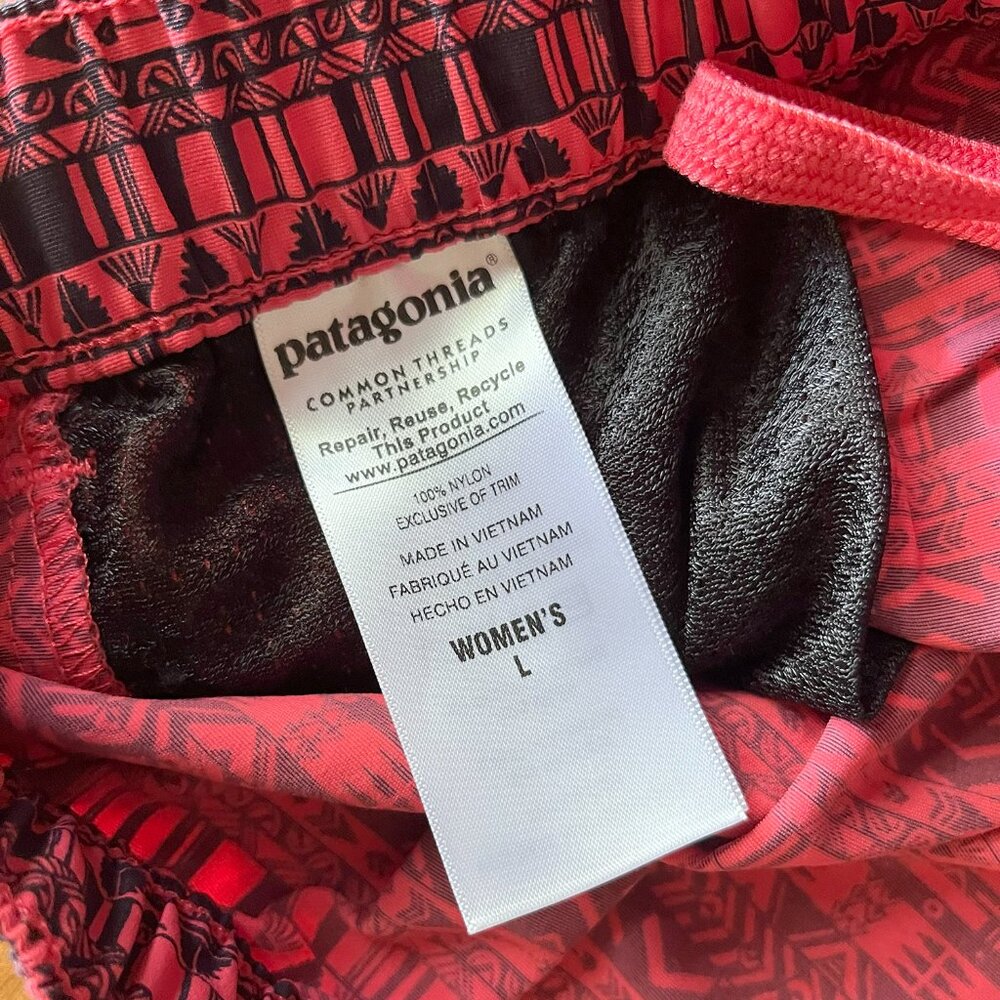 patagonia®
COMMON THREADS
PARTNERSHIP
Repair, Reuse, Recycle
This Product
www.patagonia.com
100% NYLON
EXCLUSIVE OF TRIM
MADE IN VIETNAM
FABRIQUÉ AU VIETNAM
HECHO EN VIETNAM
WOMEN'S
L